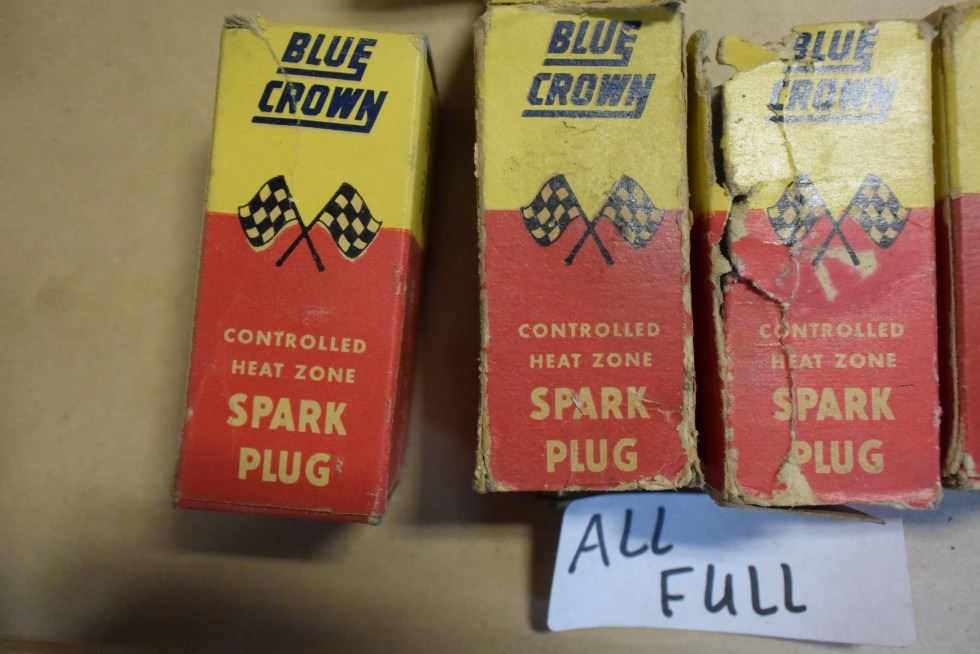 BLUE
CROWN
CONTROLLED
HEAT ZONE
SPARK
PLUG
BLUE
CROWN
CONTROLLED
HEAT ZONE
SPARK
PLUG
BLUE
CROWN
CONTROLLED
HEAT ZONE
SPARK
PLUG
ALL
FULL